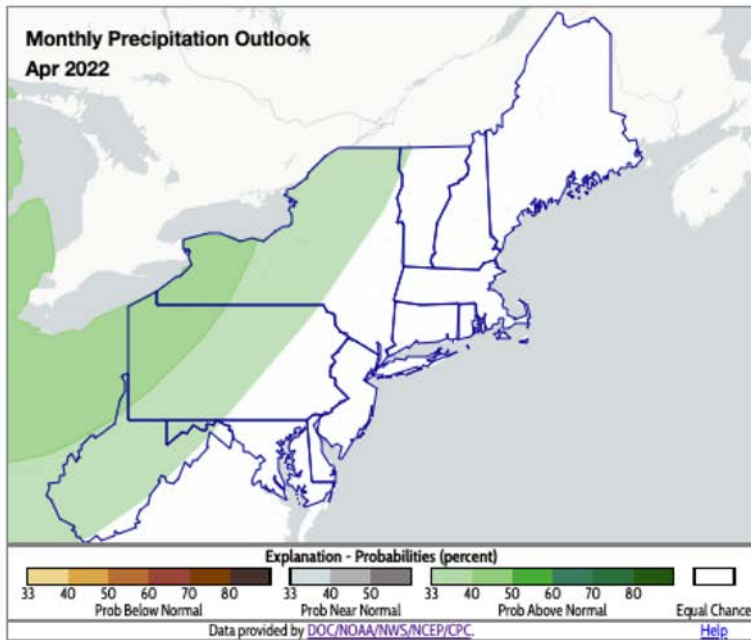 Monthly Precipitation Outlook
Apr 2022
Explanation - Probabilities (percent)
33 40 50 60 70 80 33 40 50 33 40 50 60 70 80
Prob Below Normal Prob Near Normal Prob Above Normal Equal Chance
Data provided by DOC/NOAA/NWS/NCEP/CPC. Help